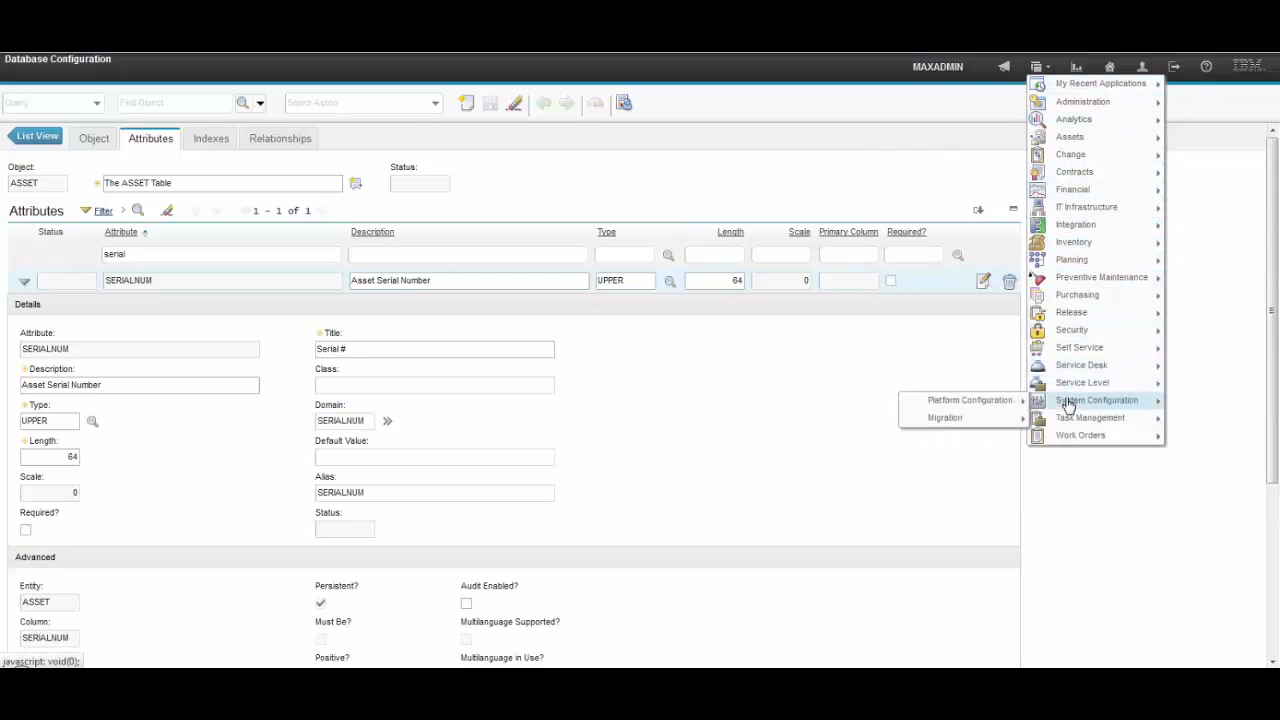 Database Configuration
MAXADMIN
IBM
Query
Find Object
Select Action
List View
Object
Attributes
Indexes
Relationships
Object:
Status:
ASSET
The ASSET Table
Attributes
Filter
1 - 1 of 1
Status
Attribute
Description
Type
Length
Scale
Primary Column
Required?
serial
SERIALNUM
Asset Serial Number
UPPER
64
0
Details
Attribute:
SERIALNUM
Description:
Asset Serial Number
Type:
UPPER
Length:
64
Scale:
0
Required?
Title:
Serial #
Class:
Domain:
SERIALNUM
Default Value:
Alias:
SERIALNUM
Status:
Advanced
Entity:
ASSET
Column:
SERIALNUM
Persistent?
Must Be?
Positive?
Audit Enabled?
Multilanguage Supported?
Multilanguage in Use?
My Recent Applications
Administration
Analytics
Assets
Change
Contracts
Financial
IT Infrastructure
Integration
Inventory
Planning
Preventive Maintenance
Purchasing
Release
Security
Self Service
Service Desk
Service Level
System Configuration
Task Management
Work Orders
Platform Configuration
Migration
javascript: void(0);